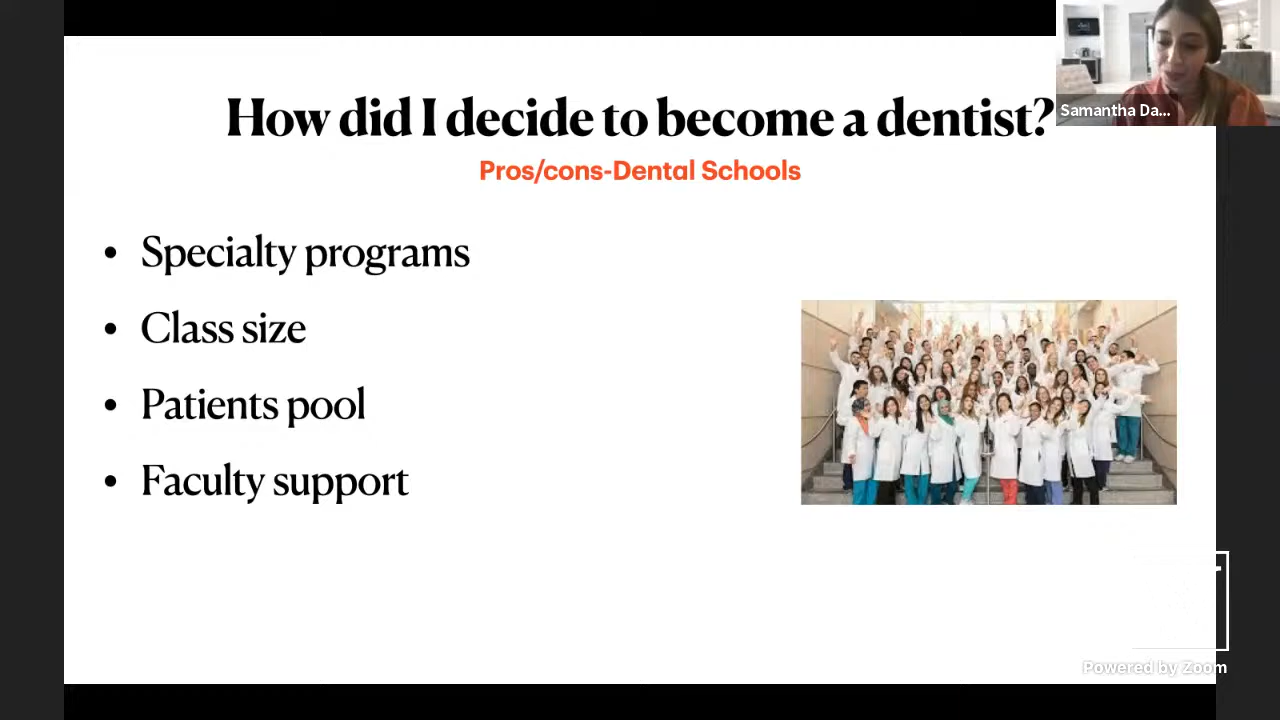 How did I decide to become a dentist?
Samantha Da...
Pros/cons-Dental Schools
• Specialty programs
• Class size
• Patients pool
• Faculty support
Powered by Zoom